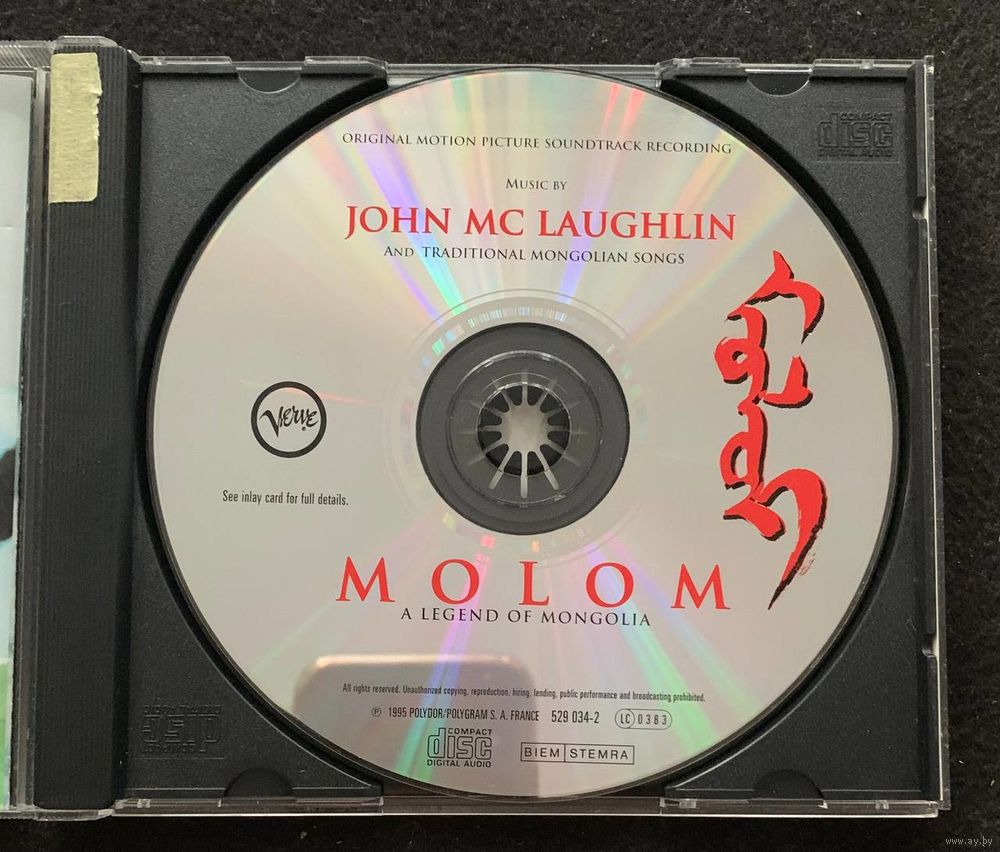 ORIGINAL MOTION PICTURE SOUNDTRACK RECORDING
MUSIC BY
JOHN MC LAUGHLIN
AND TRADITIONAL MONGOLIAN SONGS
ᠮᠣᠯᠣᠮ
VERVE
See inlay card for full details.
MOLOM
A LEGEND OF MONGOLIA
All rights reserved. Unauthorized copying, reproduction, hiring, lending, public performance and broadcasting prohibited.
℗ 1995 POLYDOR/POLYGRAM S. A. FRANCE 529 034-2 LC 0383
COMPACT
disc
DIGITAL AUDIO
BIEM STEMRA
COMPACT
disc
DIGITAL AUDIO
www.ay.by